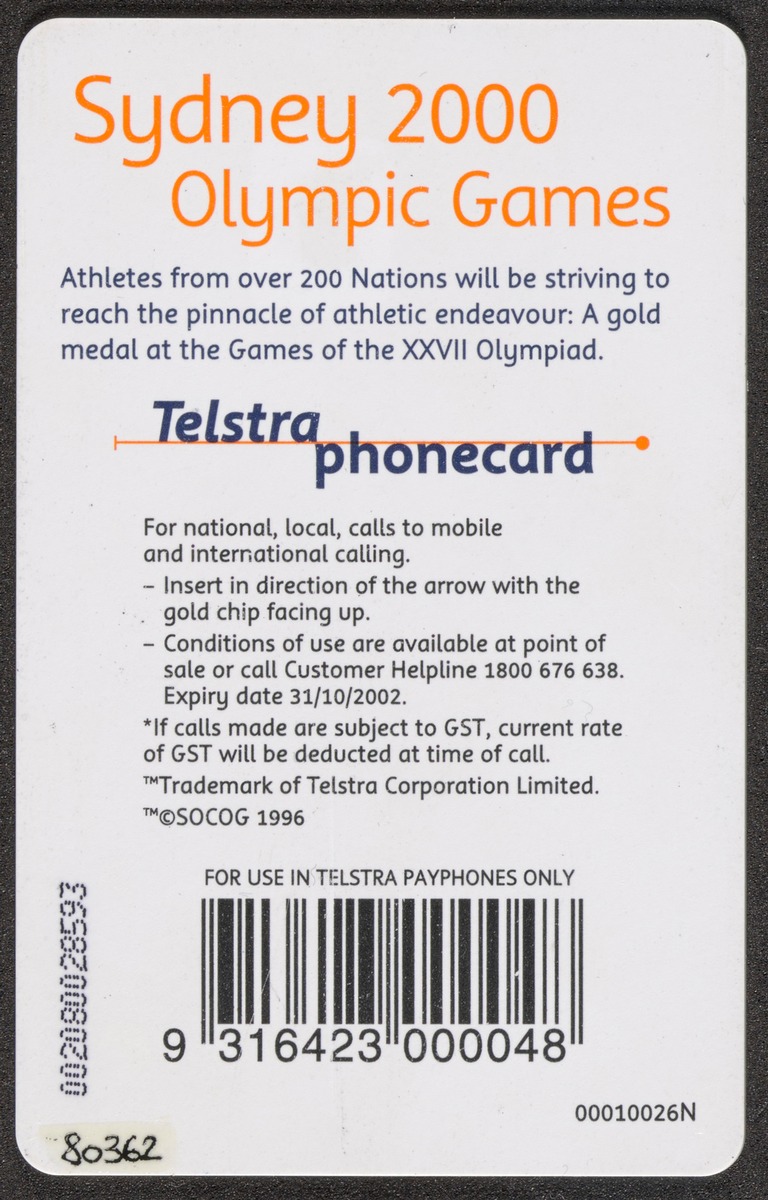 Sydney 2000
Olympic Games
Athletes from over 200 Nations will be striving to
reach the pinnacle of athletic endeavour: A gold
medal at the Games of the XXVII Olympiad.
Telstra
phonecard
For national, local, calls to mobile
and international calling.
– Insert in direction of the arrow with the
gold chip facing up.
– Conditions of use are available at point of
sale or call Customer Helpline 1800 676 638.
Expiry date 31/10/2002.
*If calls made are subject to GST, current rate
of GST will be deducted at time of call.
™Trademark of Telstra Corporation Limited.
™©SOCOG 1996
FOR USE IN TELSTRA PAYPHONES ONLY
9 316423 000048
002080028593
00010026N
80362